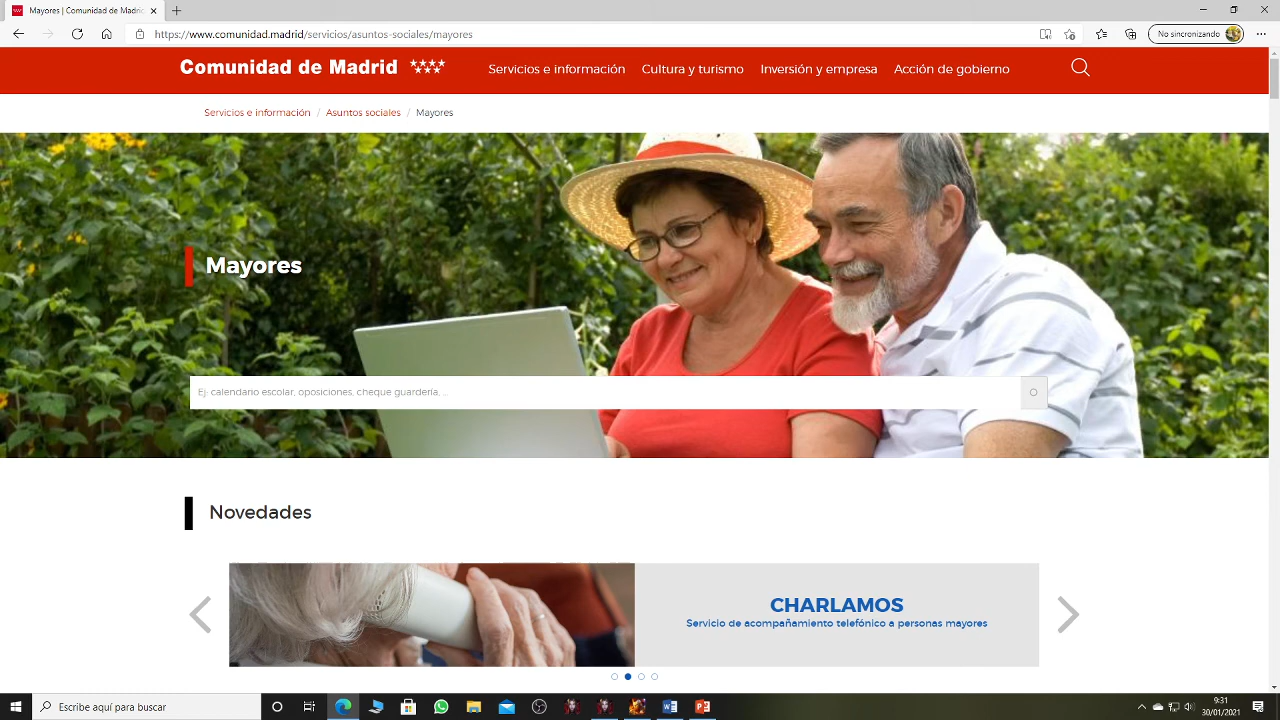 Mayores | Comunidad de Madrid
https://www.comunidad.madrid/servicios/asuntos-sociales/mayores
No sincronizando
Comunidad de Madrid
Servicios e información
Cultura y turismo
Inversión y empresa
Acción de gobierno
Servicios e información / Asuntos sociales / Mayores
Mayores
Ej: calendario escolar, oposiciones, cheque guardería, ...
Novedades
CHARLAMOS
Servicio de acompañamiento telefónico a personas mayores
Escribe aquí para buscar
9:31
30/01/2021